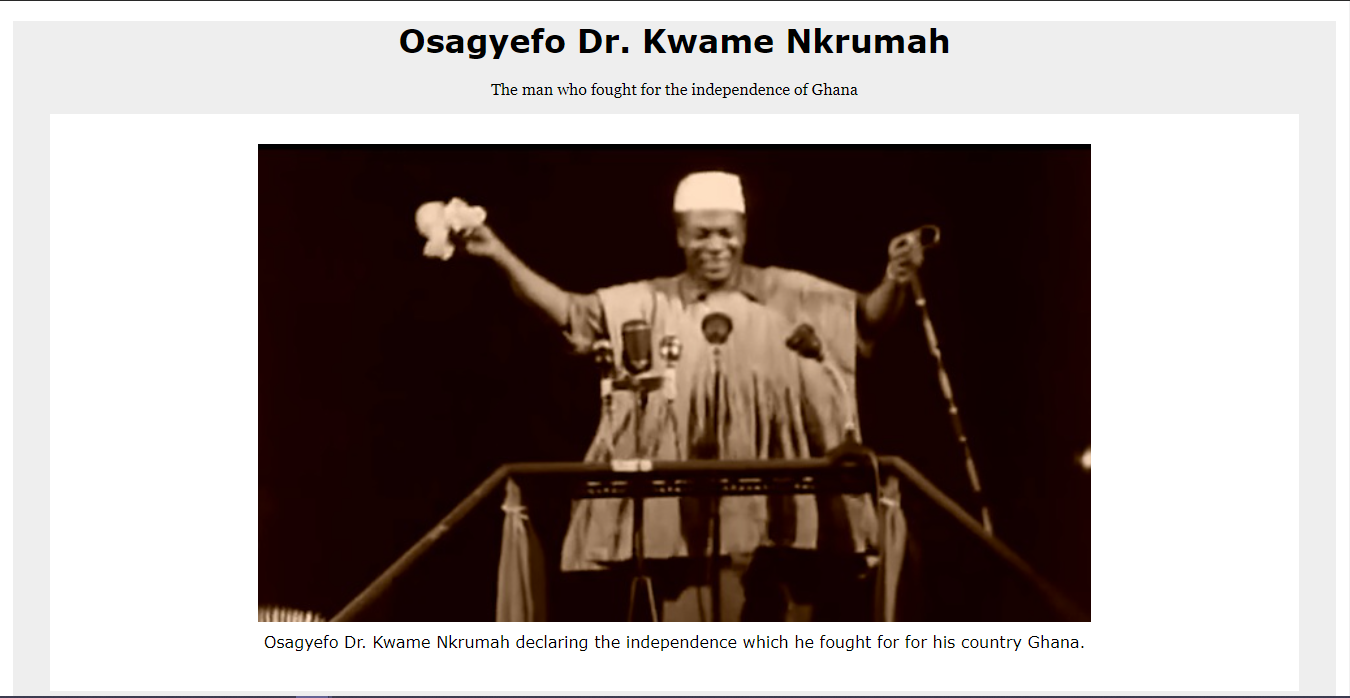 Osagyefo Dr. Kwame Nkrumah
The man who fought for the independence of Ghana
Osagyefo Dr. Kwame Nkrumah declaring the independence which he fought for for his country Ghana.